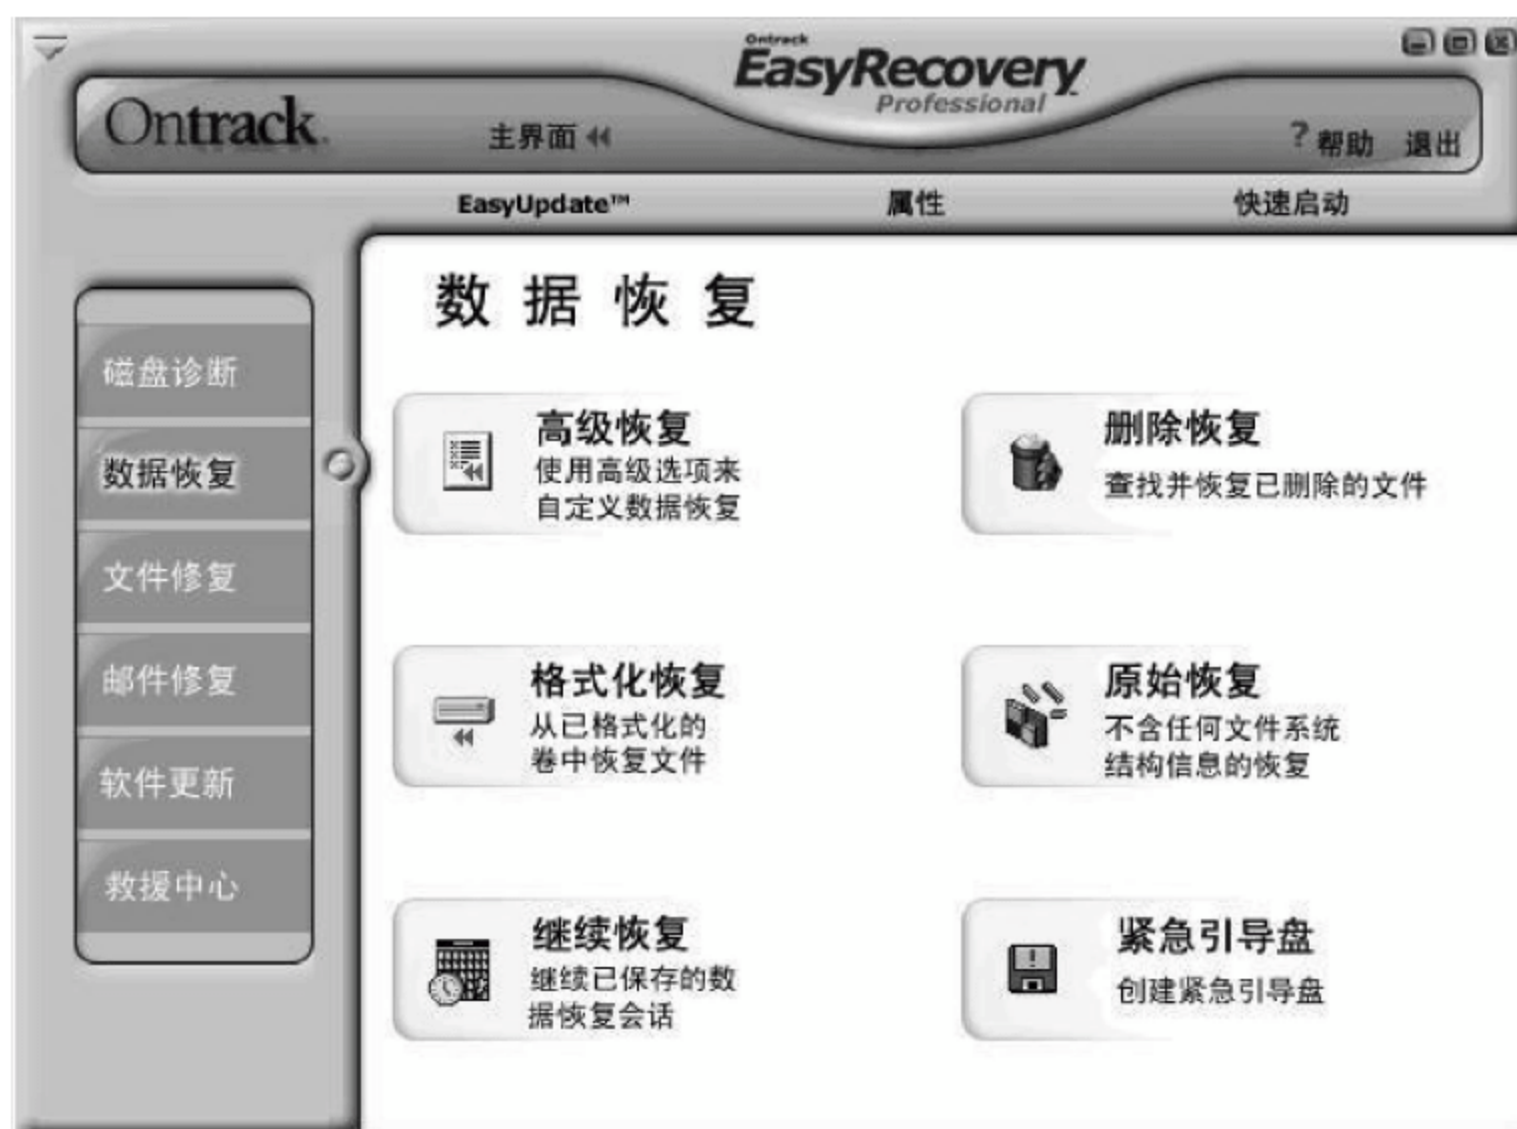 Ontrack
EasyRecovery
Professional
Ontrack
主界面
? 帮助 退出
EasyUpdate™ 属性 快速启动
数据恢复
磁盘诊断
数据恢复
文件修复
邮件修复
软件更新
救援中心
高级恢复
使用高级选项来
自定义数据恢复
删除恢复
查找并恢复已删除的文件
格式化恢复
从已格式化的
卷中恢复文件
原始恢复
不含任何文件系统
结构信息的恢复
继续恢复
继续已保存的数
据恢复会话
紧急引导盘
创建紧急引导盘